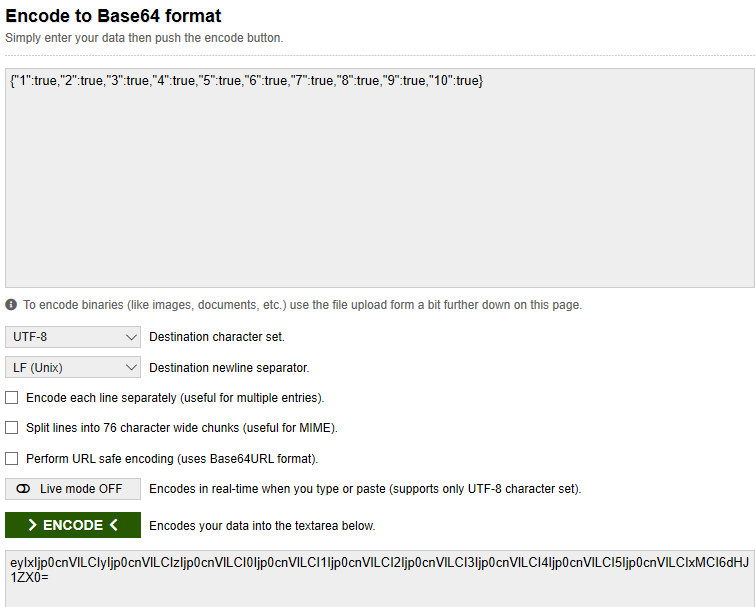 Encode to Base64 format
Simply enter your data then push the encode button.
{"1":true,"2":true,"3":true,"4":true,"5":true,"6":true,"7":true,"8":true,"9":true,"10":true}
To encode binaries (like images, documents, etc.) use the file upload form a bit further down on this page.
UTF-8 Destination character set.
LF (Unix) Destination newline separator.
Encode each line separately (useful for multiple entries).
Split lines into 76 character wide chunks (useful for MIME).
Perform URL safe encoding (uses Base64URL format).
Live mode OFF Encodes in real-time when you type or paste (supports only UTF-8 character set).
> ENCODE < Encodes your data into the textarea below.
eyIxIjp0cnVlLCIyIjp0cnVlLCIzIjp0cnVlLCI0Ijp0cnVlLCI1Ijp0cnVlLCI2Ijp0cnVlLCI3Ijp0cnVlLCI4Ijp0cnVlLCI5Ijp0cnVlLCIxMCI6dHJ
1ZX0=